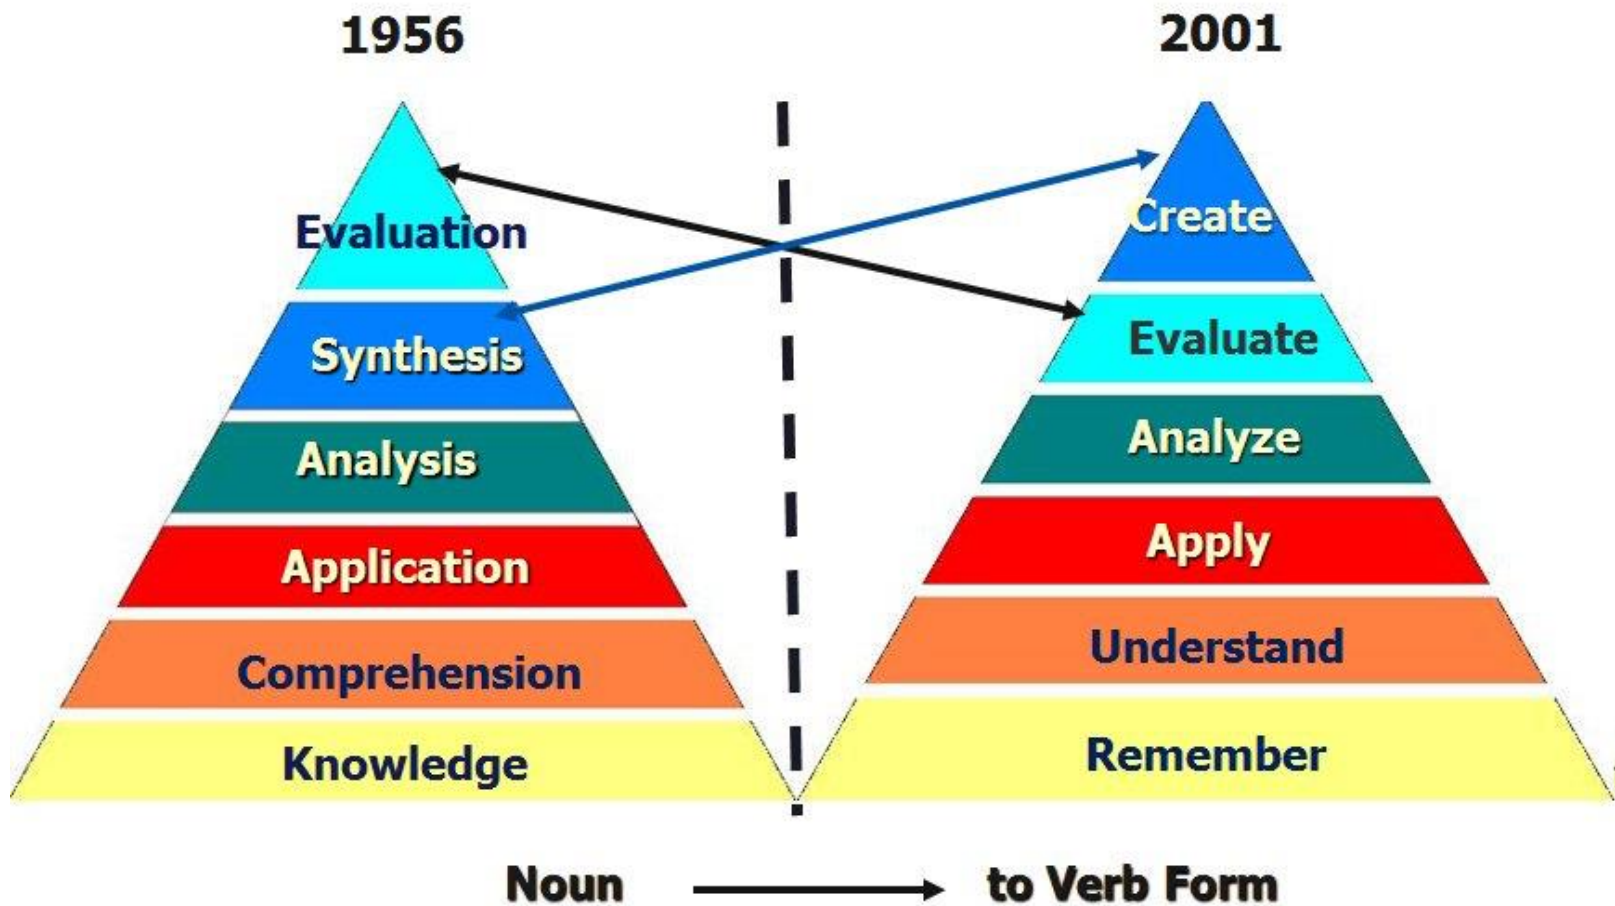 1956
Evaluation
Synthesis
Analysis
Application
Comprehension
Knowledge
2001
Create
Evaluate
Analyze
Apply
Understand
Remember
Noun to Verb Form